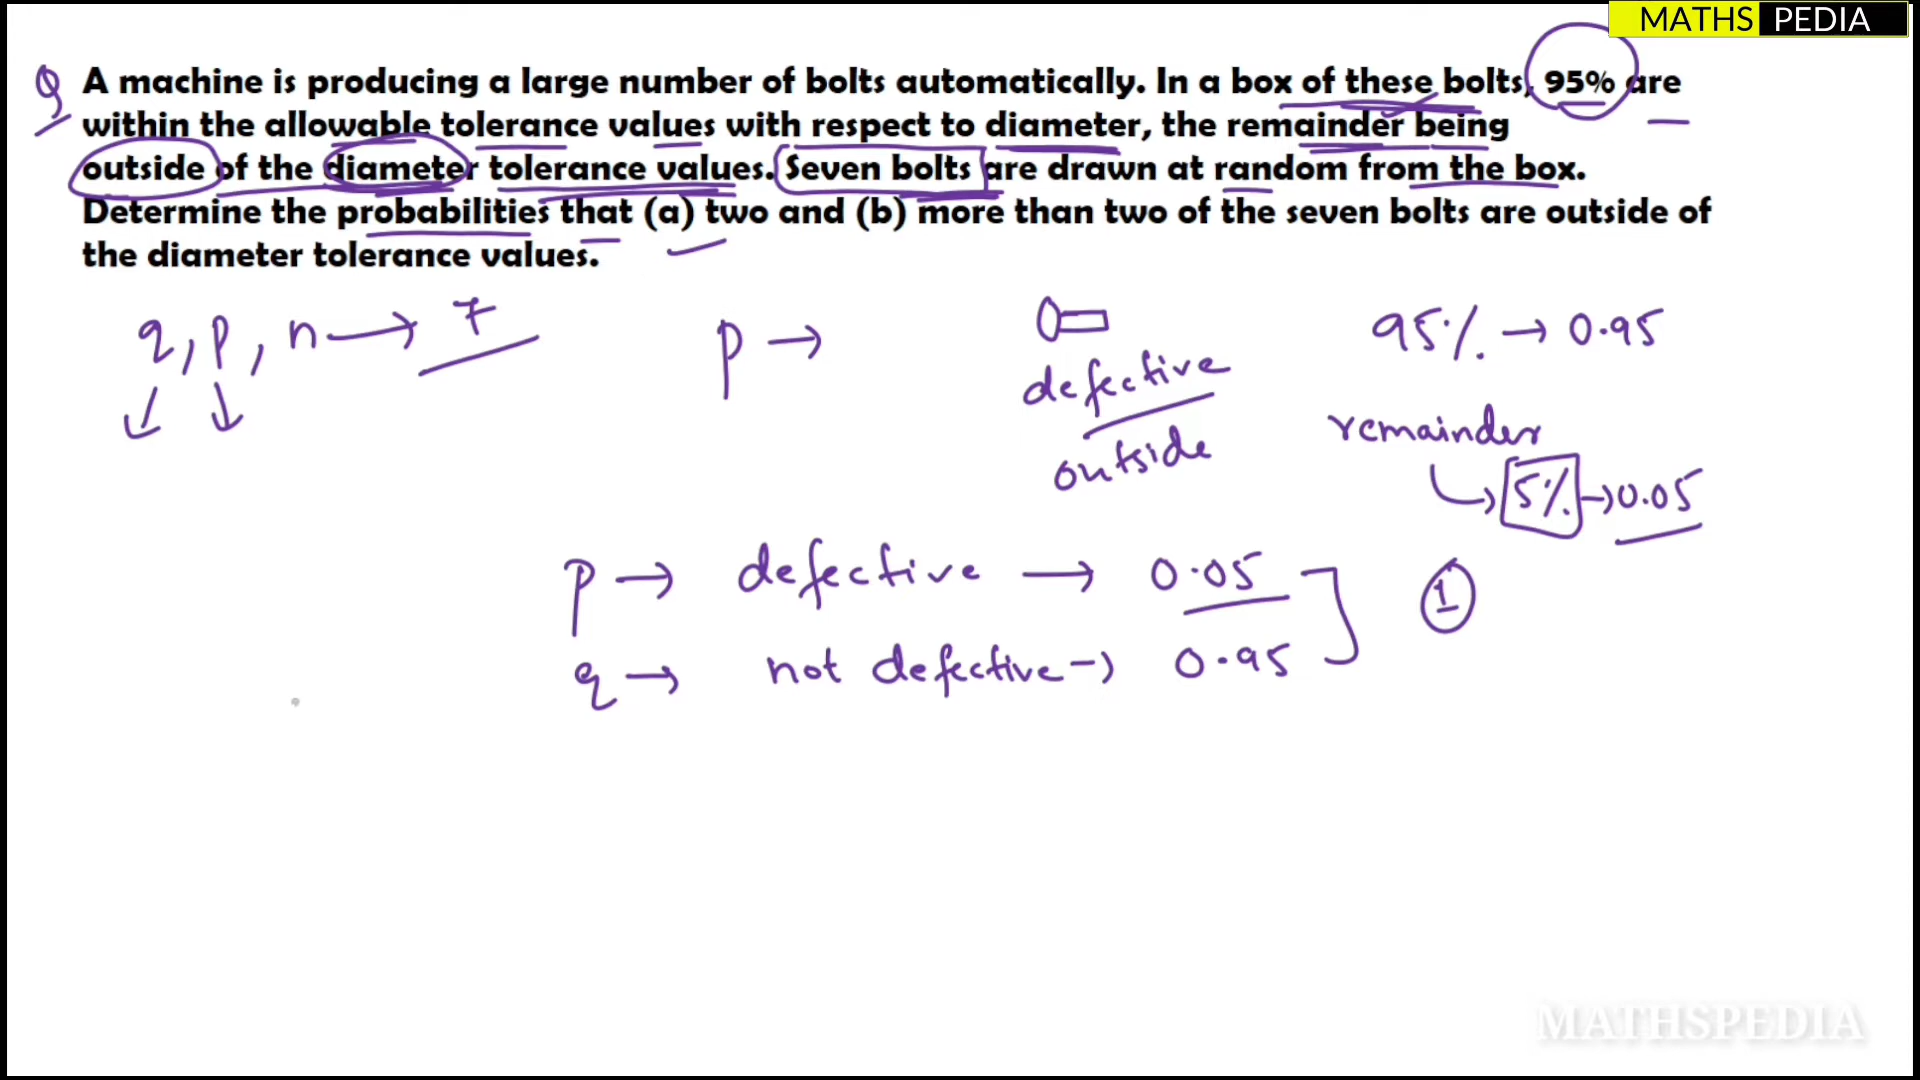 MATHS PEDIA
Q A machine is producing a large number of bolts automatically. In a box of these bolts, 95% are
within the allowable tolerance values with respect to diameter, the remainder being
outside of the diameter tolerance values. Seven bolts are drawn at random from the box.
Determine the probabilities that (a) two and (b) more than two of the seven bolts are outside of
the diameter tolerance values.
q, p, n → 7
p →
defective
outside
95% → 0.95
remainder
5% → 0.05
p → defective → 0.05
q → not defective → 0.95
1
MATHSPEDIA